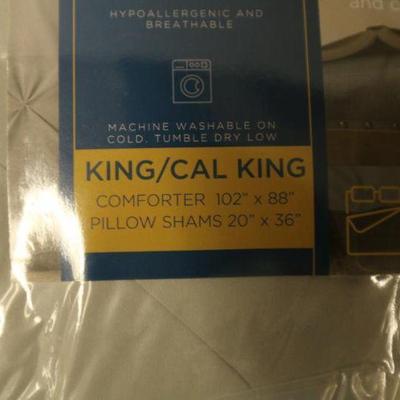 and c
HYPOALLERGENIC AND
BREATHABLE
MACHINE WASHABLE ON
COLD. TUMBLE DRY LOW
KING/CAL KING
COMFORTER 102" x 88"
PILLOW SHAMS 20" x 36"